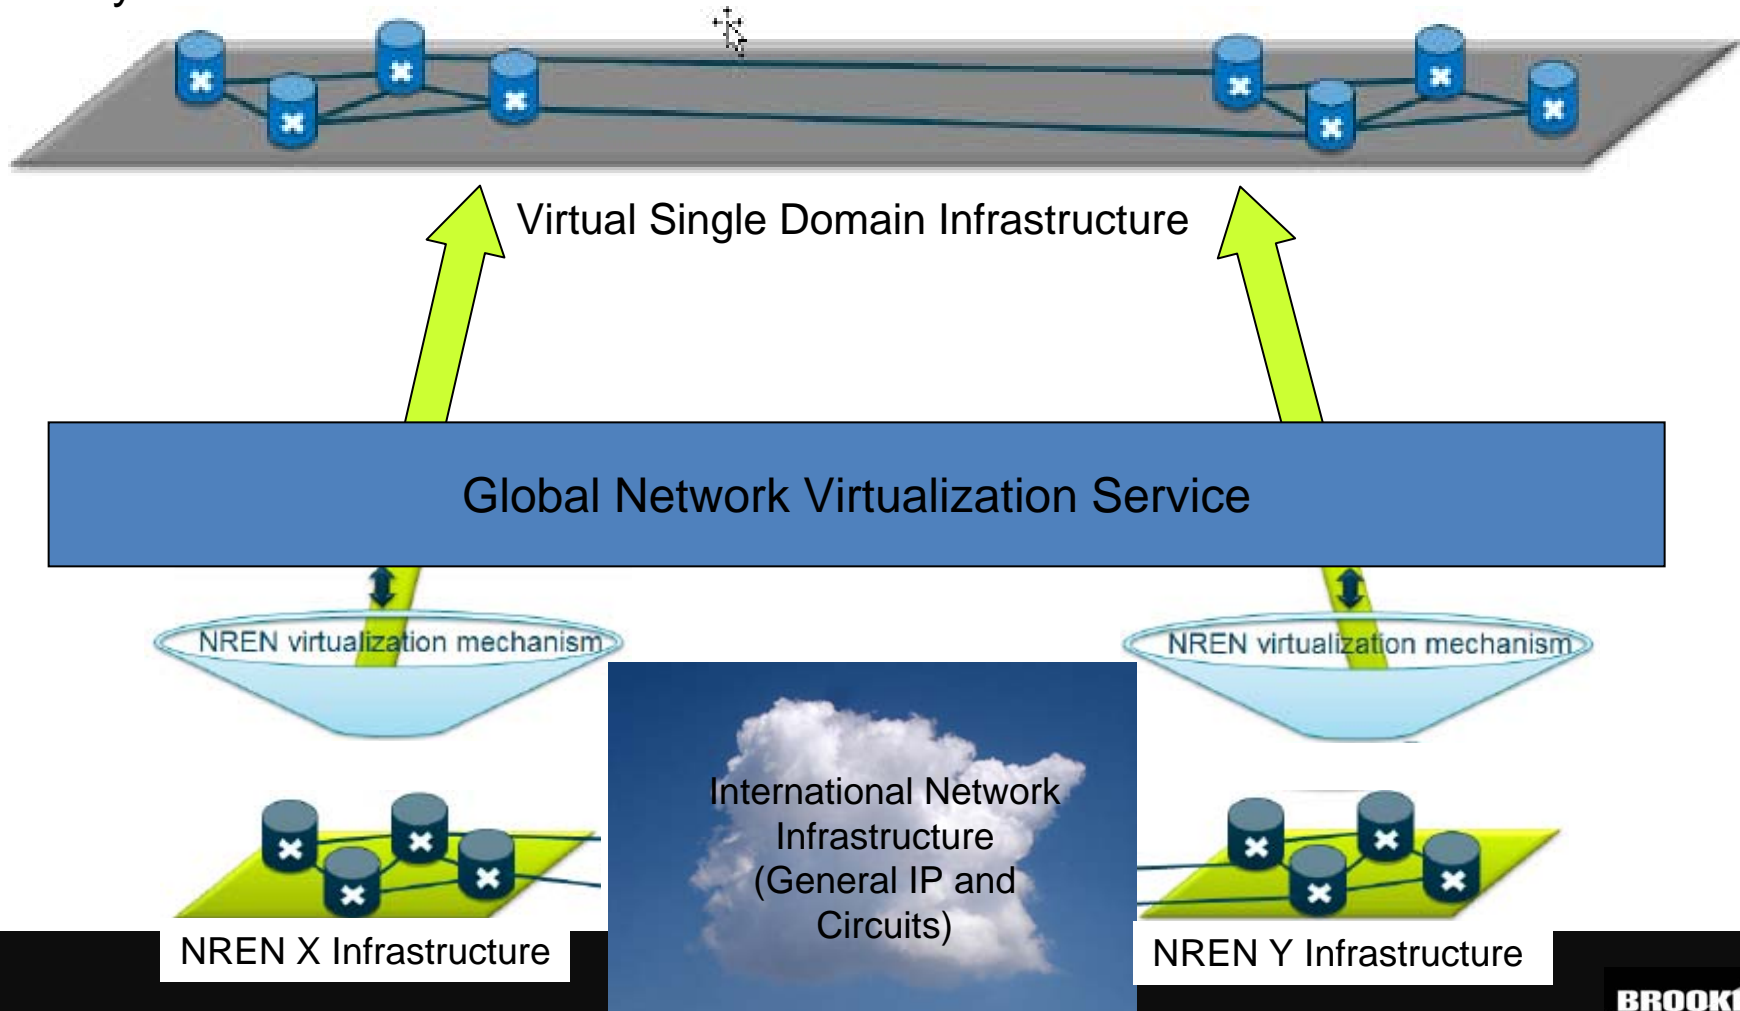 Virtual Single Domain Infrastructure
Global Network Virtualization Service
NREN virtualization mechanism
NREN virtualization mechanism
International Network
Infrastructure
(General IP and
Circuits)
NREN X Infrastructure
NREN Y Infrastructure